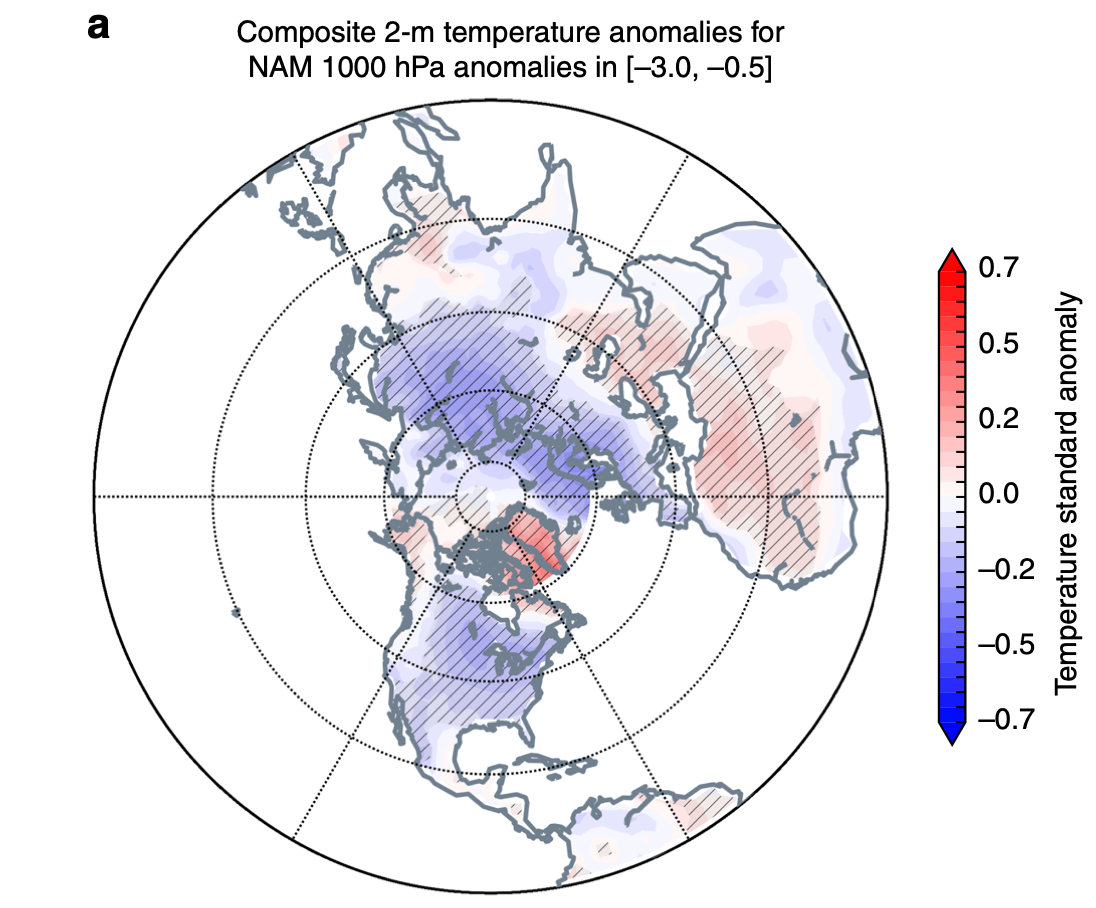 a
Composite 2-m temperature anomalies for
NAM 1000 hPa anomalies in [–3.0, –0.5]
0.7
0.5
0.2
0.0
–0.2
–0.5
–0.7
Temperature standard anomaly